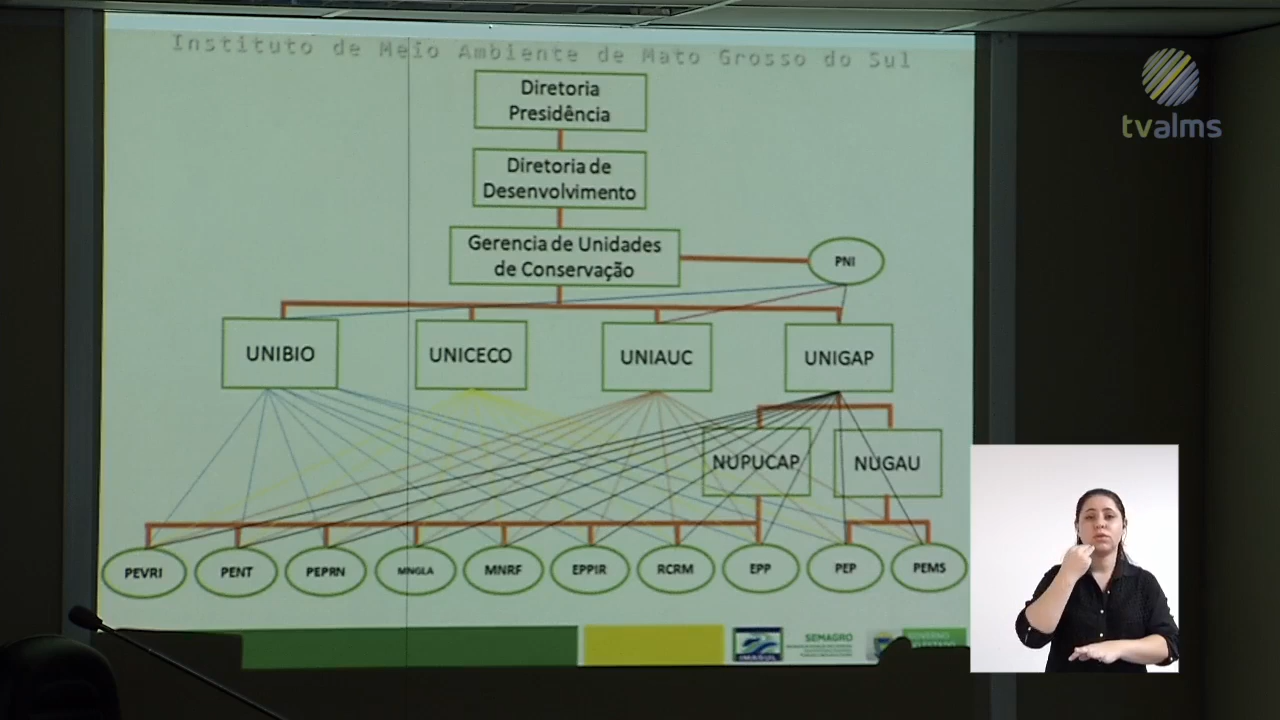 Instituto de Meio Ambiente de Mato Grosso do Sul
tvalms
Diretoria
Presidência
Diretoria de
Desenvolvimento
Gerencia de Unidades
de Conservação
PNI
UNIBIO
UNICECO
UNIAUC
UNIGAP
NUPUCAP
NUGAU
PEVRI
PENT
PEPRN
MNGLA
MNRF
EPPIR
RCRM
EPP
PEP
PEMS
IMASUL
SEMAGRO
GOVERNO